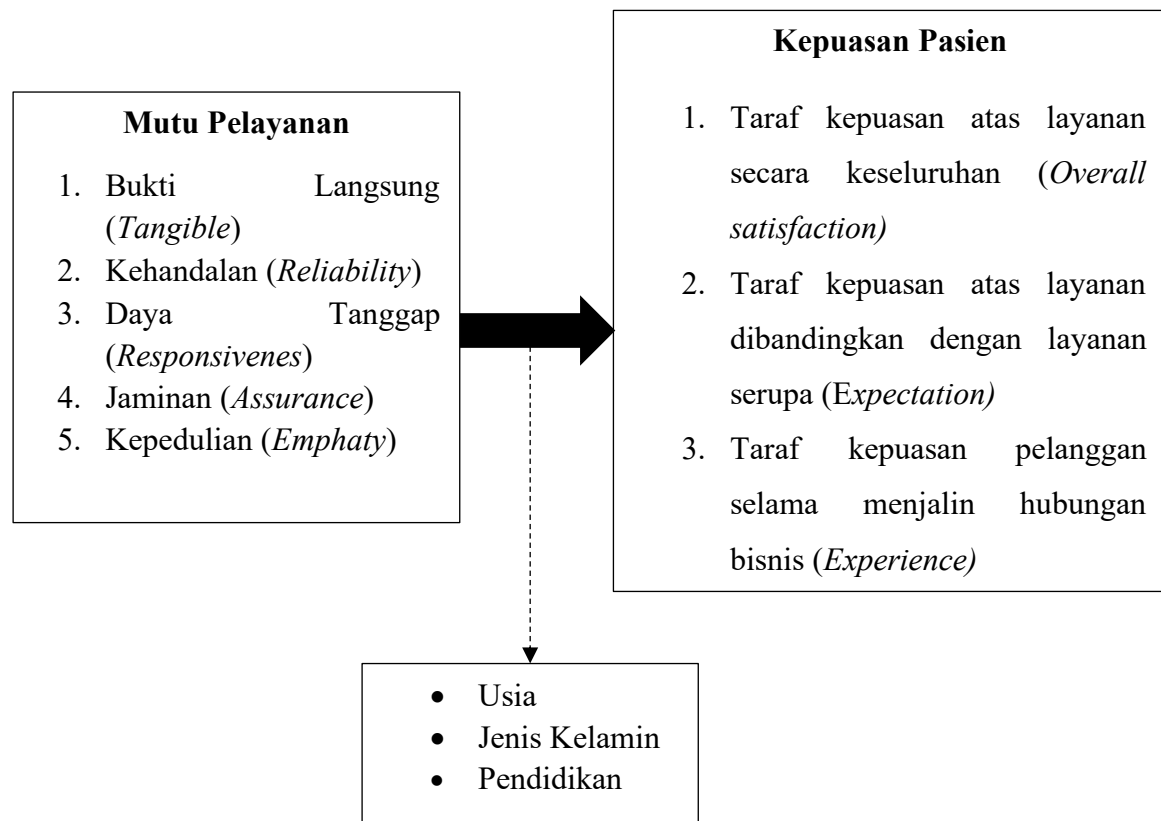 Mutu Pelayanan
1. Bukti Langsung
(Tangible)
2. Kehandalan (Reliability)
3. Daya Tanggap
(Responsivenes)
4. Jaminan (Assurance)
5. Kepedulian (Emphaty)
Kepuasan Pasien
1. Taraf kepuasan atas layanan
secara keseluruhan (Overall
satisfaction)
2. Taraf kepuasan atas layanan
dibandingkan dengan layanan
serupa (Expectation)
3. Taraf kepuasan pelanggan
selama menjalin hubungan
bisnis (Experience)
• Usia
• Jenis Kelamin
• Pendidikan